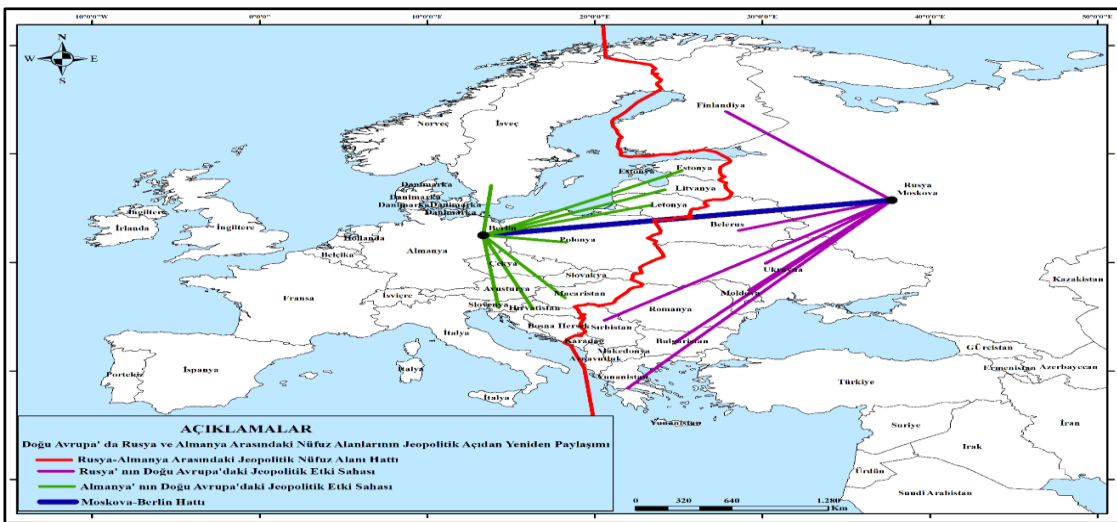 10°0'0"W 0°0'0" 10°0'0"E 20°0'0"E 30°0'0"E 40°0'0"E 50°0'0"E
N
W E
S
Finlandiya
Norveç İsveç
Estonya
Estonya
Danimarka
Litvanya
Rusya
Moskova
Danimarka
Danimarka Danimarka
Letonya
Danimarka
İngiltere
İrlanda İngiltere
Belerus
Berlin
Hollanda
Polonya
Almanya
Belçika
Çekya
Ukrayna
Slovakya
Kazakistan
Avusturya
Macaristan
Moldova
Fransa
İsviçre
Slovenya
Hırvatistan
Romanya
Bosna Hersek
Sırbistan
İtalya
Karadağ
Bulgaristan
Gürcistan
Makedonya
Arnavutluk
Ermenistan Azerbaycan
Portekiz
İspanya
İtalya
Yunanistan
Türkiye
İtalya
İran
Yunanistan
Suriye
Irak
Ürdün
Suudi Arabistan
AÇIKLAMALAR
Doğu Avrupa' da Rusya ve Almanya Arasındaki Nüfuz Alanlarının Jeopolitik Açıdan Yeniden Paylaşımı
Rusya-Almanya Arasındaki Jeopolitik Nüfuz Alanı Hattı
Rusya' nın Doğu Avrupa'daki Jeopolitik Etki Sahası
Almanya' nın Doğu Avrupa'daki Jeopolitik Etki Sahası
Moskova-Berlin Hattı
0 320 640 1.280
Km